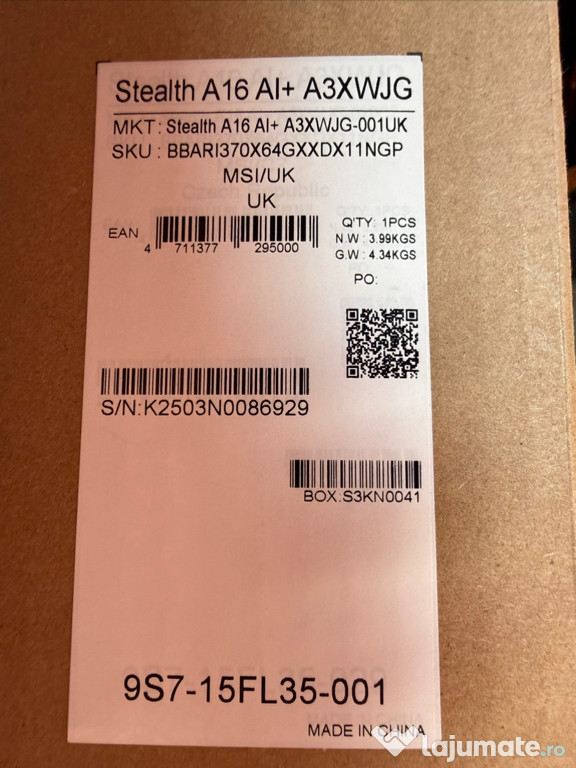 Stealth A16 AI+ A3XWJG
MKT: Stealth A16 AI+ A3XWJG-001UK
SKU : BBARI370X64GXXDX11NGP
MSI/UK
UK
EAN
4 711377 295000
Q'TY: 1PCS
N.W : 3.99KGS
G.W : 4.34KGS
PO:
S/N:K2503N0086929
BOX:S3KN0041
9S7-15FL35-001
MADE IN CHINA
lajumate.ro